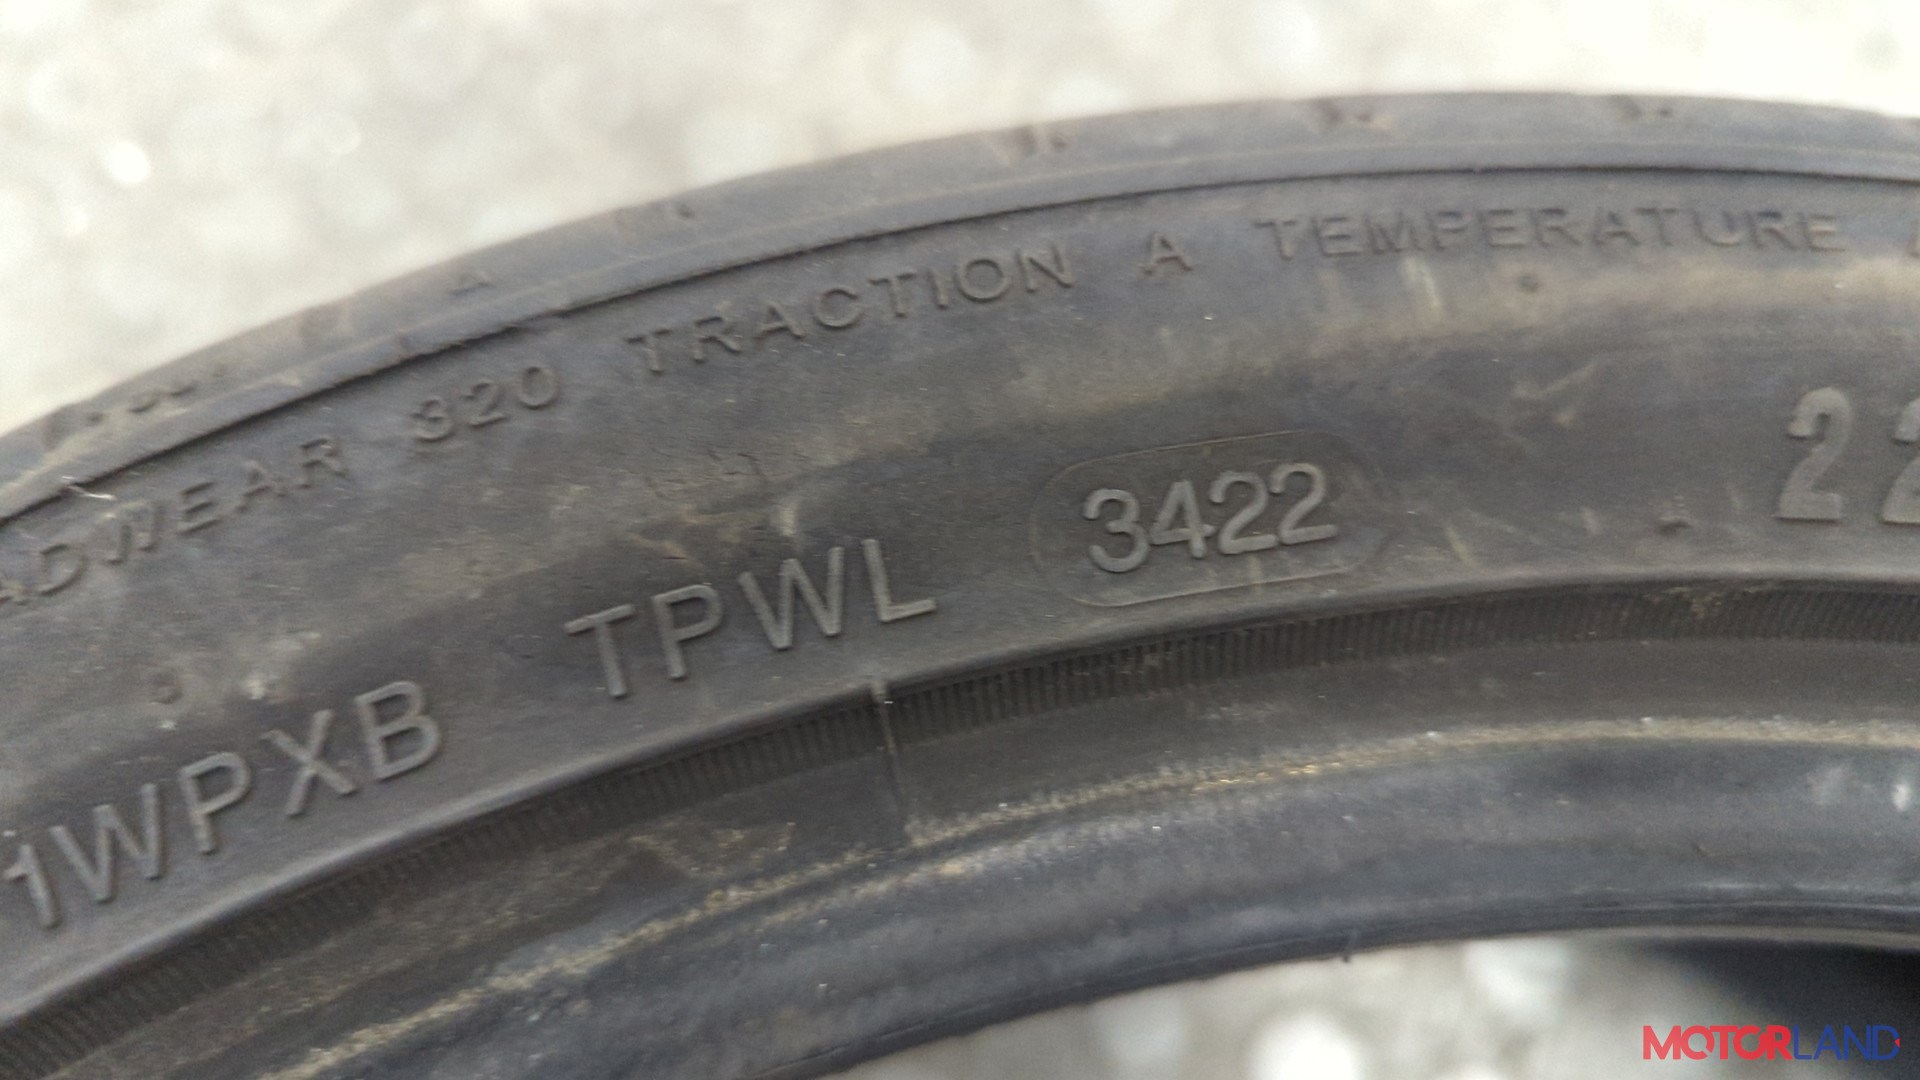 ADWEAR 320 TRACTION A TEMPERATURE
1WPXB TPWL 3422 22
MOTORLAND